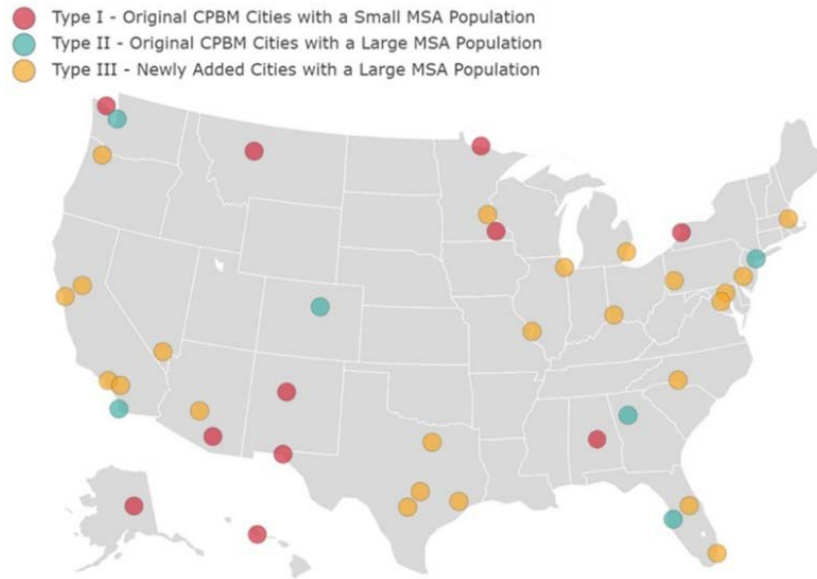 Type I - Original CPBM Cities with a Small MSA Population
Type II - Original CPBM Cities with a Large MSA Population
Type III - Newly Added Cities with a Large MSA Population